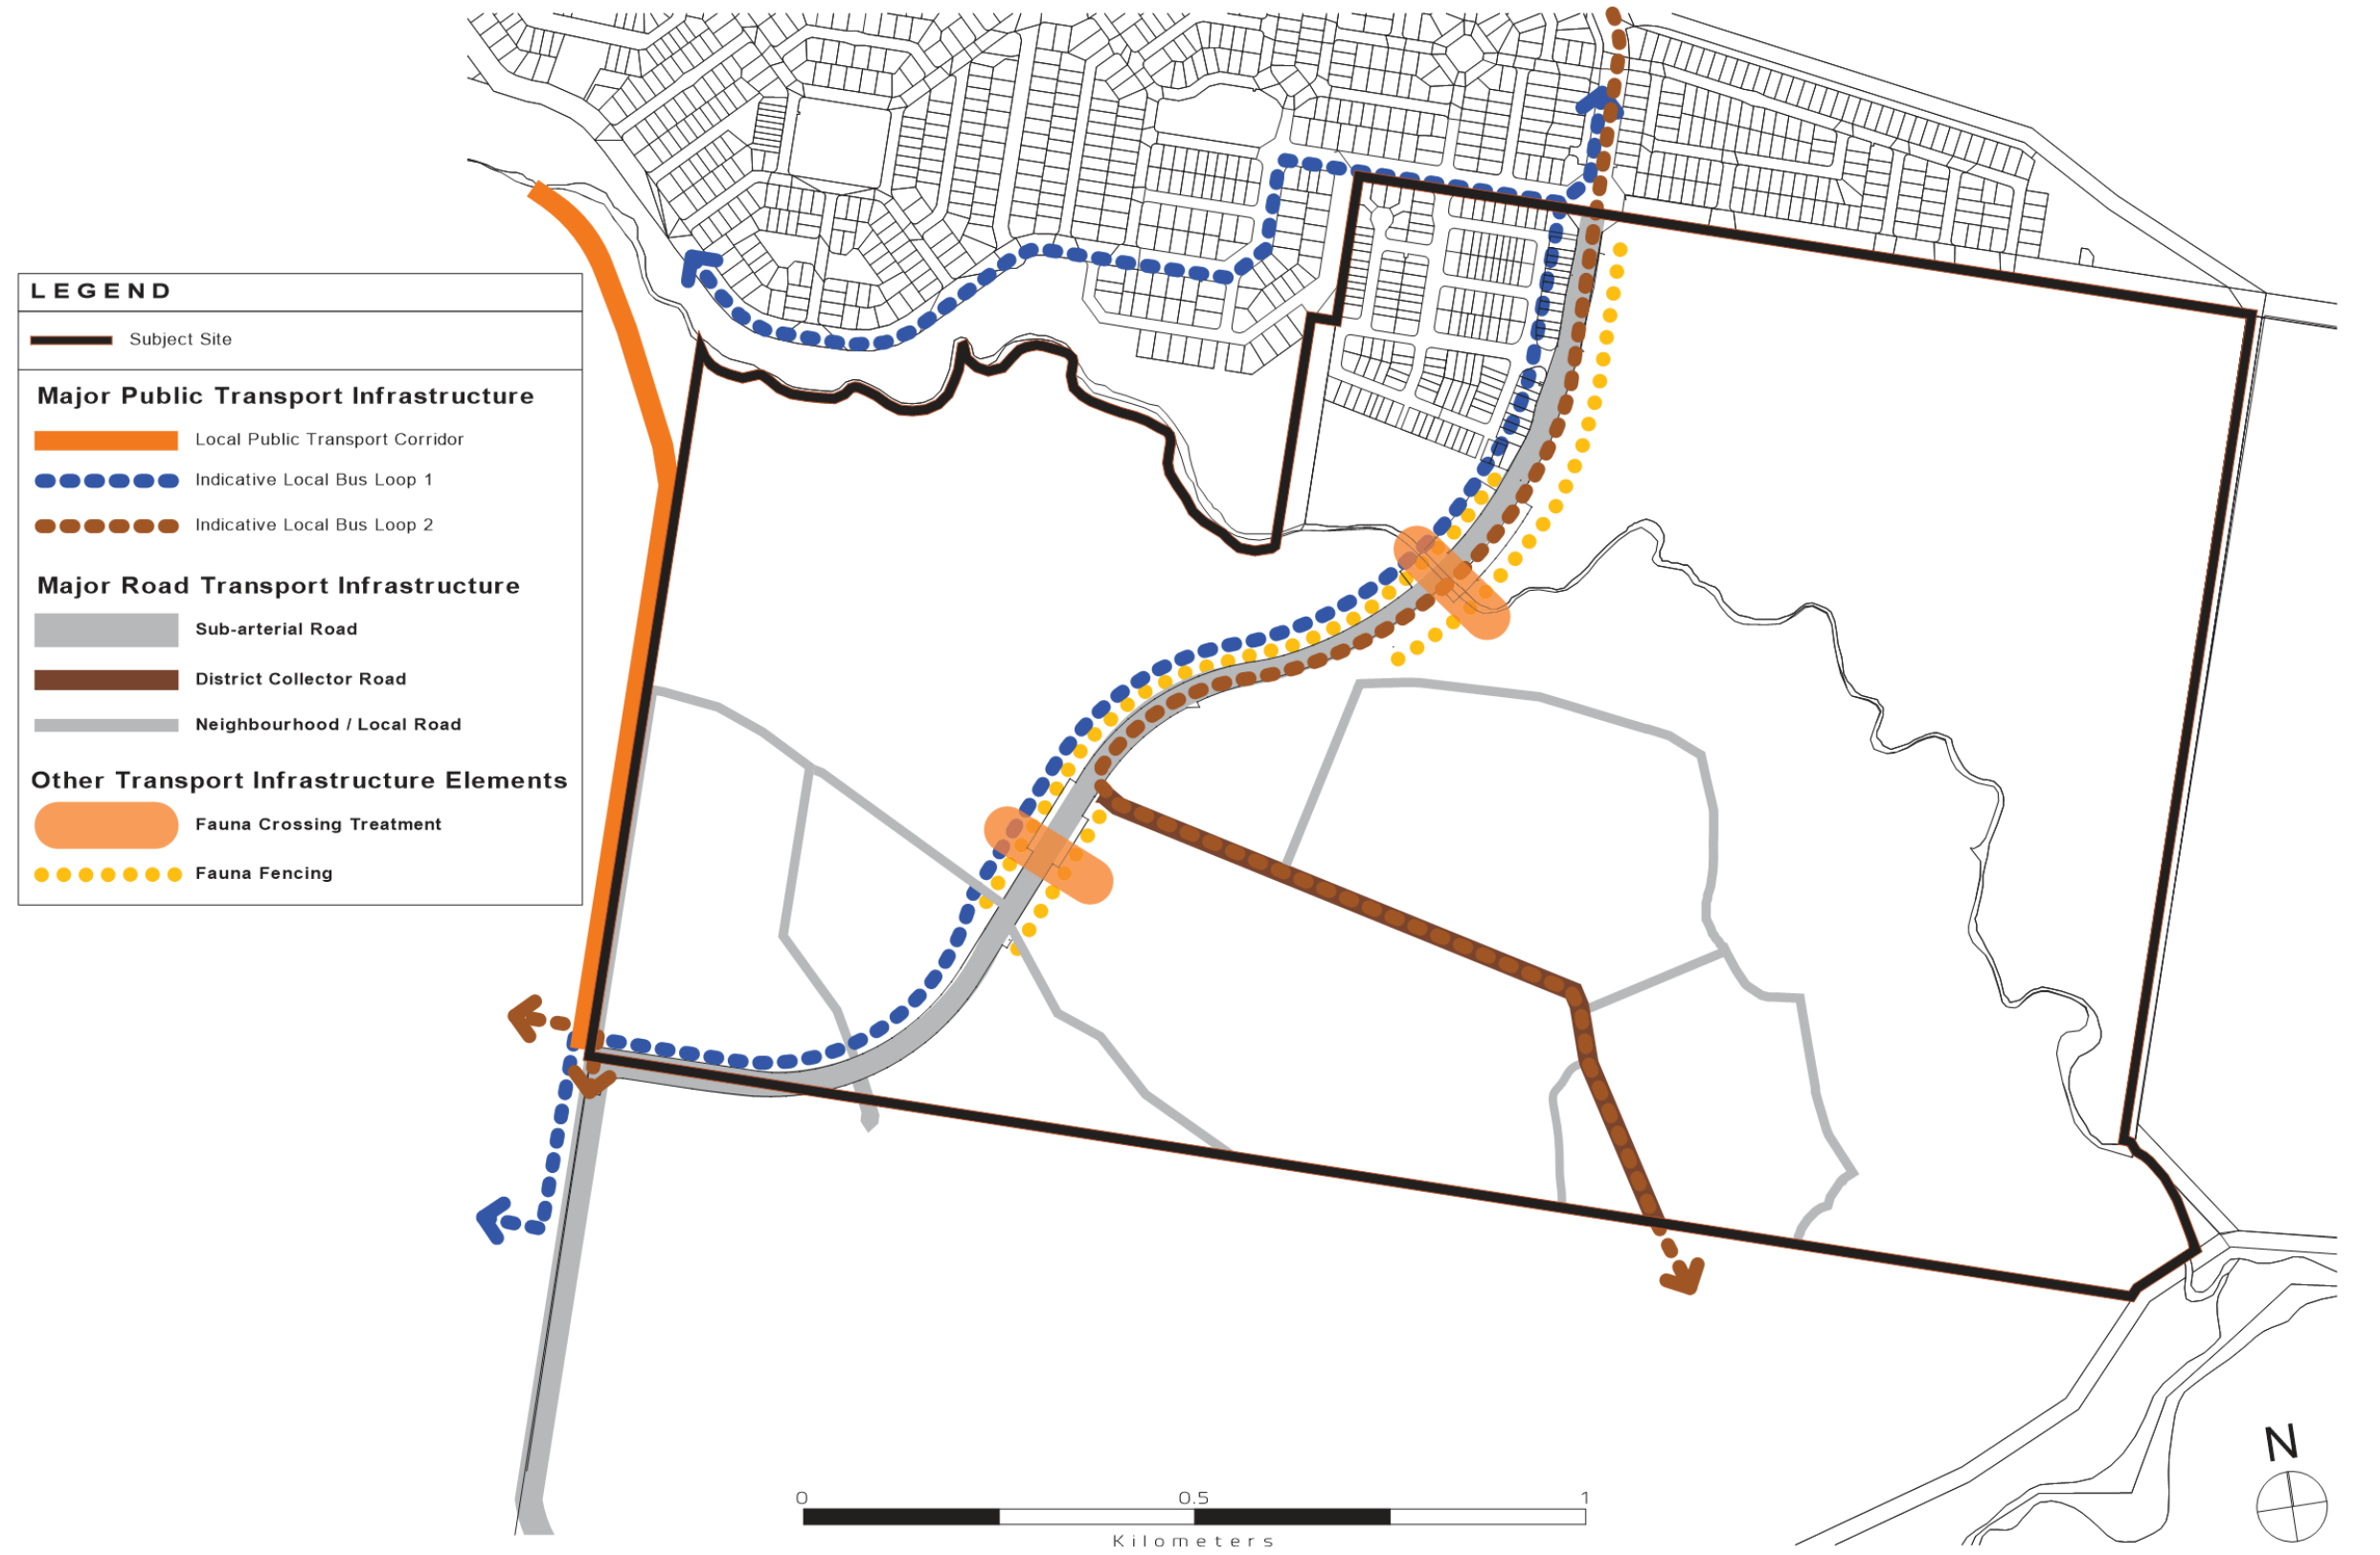 LEGEND
Subject Site
Major Public Transport Infrastructure
Local Public Transport Corridor
Indicative Local Bus Loop 1
Indicative Local Bus Loop 2
Major Road Transport Infrastructure
Sub-arterial Road
District Collector Road
Neighbourhood / Local Road
Other Transport Infrastructure Elements
Fauna Crossing Treatment
Fauna Fencing
N
0 0.5 1
Kilometers